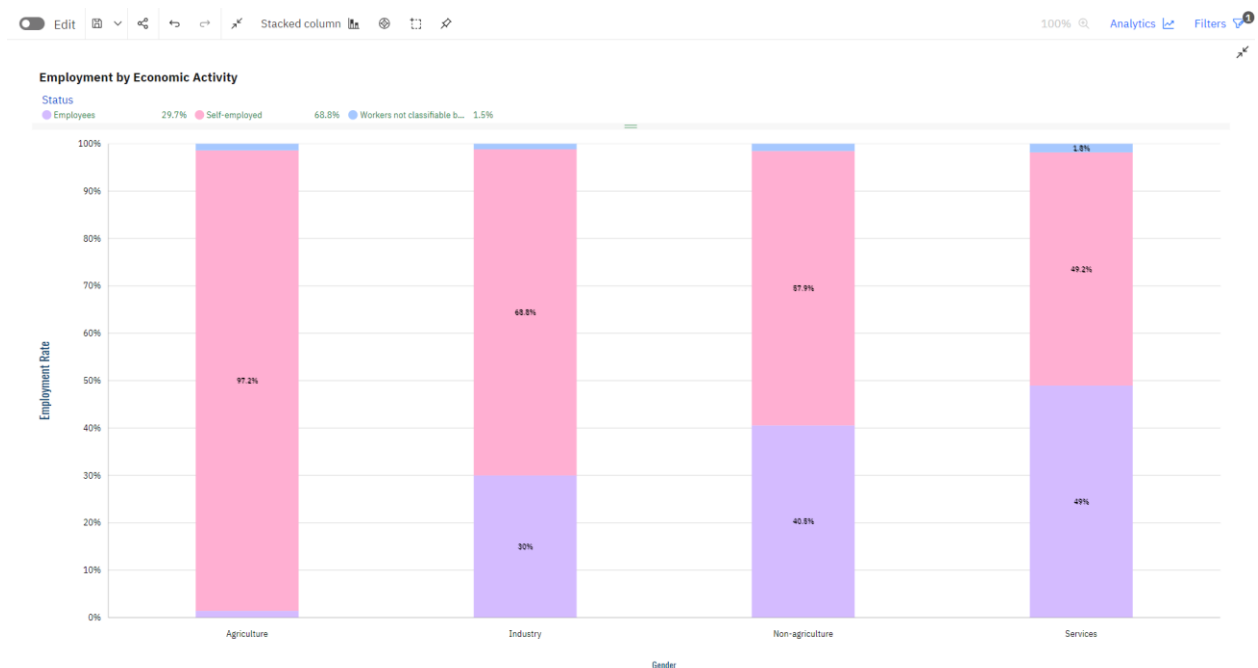 Edit Stacked column 100% Analytics Filters 1
Employment by Economic Activity
Status
Employees 29.7% Self-employed 68.8% Workers not classifiable b... 1.5%
100%
1.8%
90%
80%
49.2%
70%
57.9%
68.8%
60%
Employment Rate
50%
97.2%
40%
30%
49%
20%
40.5%
30%
10%
0%
Agriculture Industry Non-agriculture Services
Gender